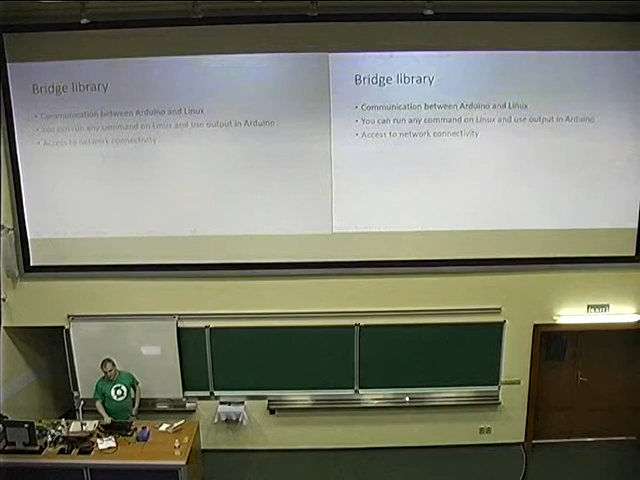 Bridge library
• Communication between Arduino and Linux
• You can run any command on Linux and use output in Arduino
• Access to network connectivity
Bridge library
• Communication between Arduino and Linux
• You can run any command on Linux and use output in Arduino
• Access to network connectivity